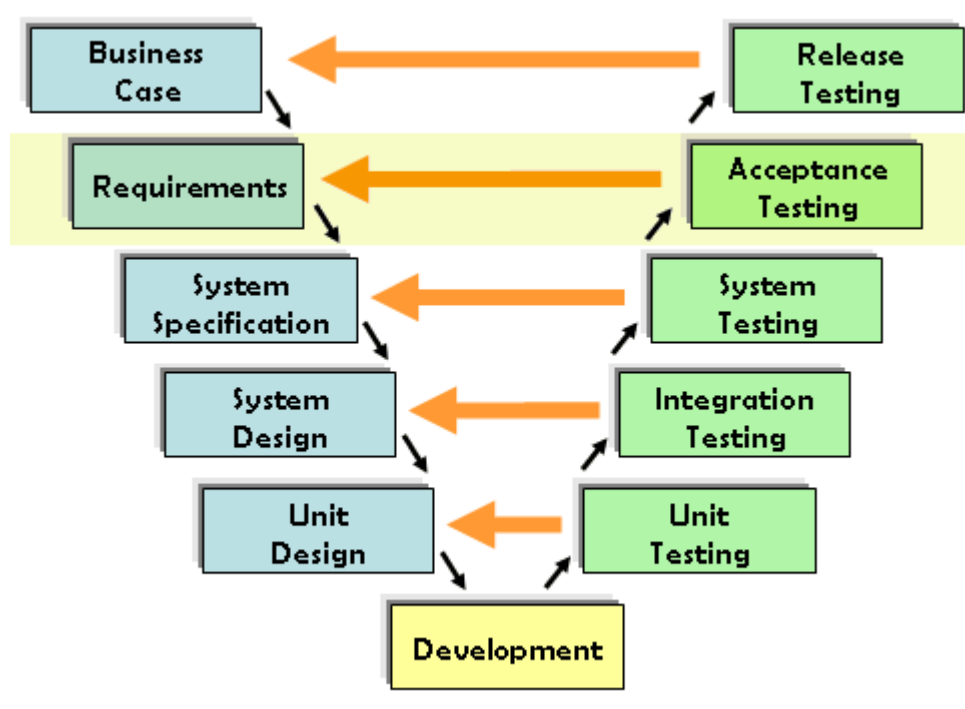 Business
Case
Release
Testing
Requirements
Acceptance
Testing
System
Specification
System
Testing
System
Design
Integration
Testing
Unit
Design
Unit
Testing
Development